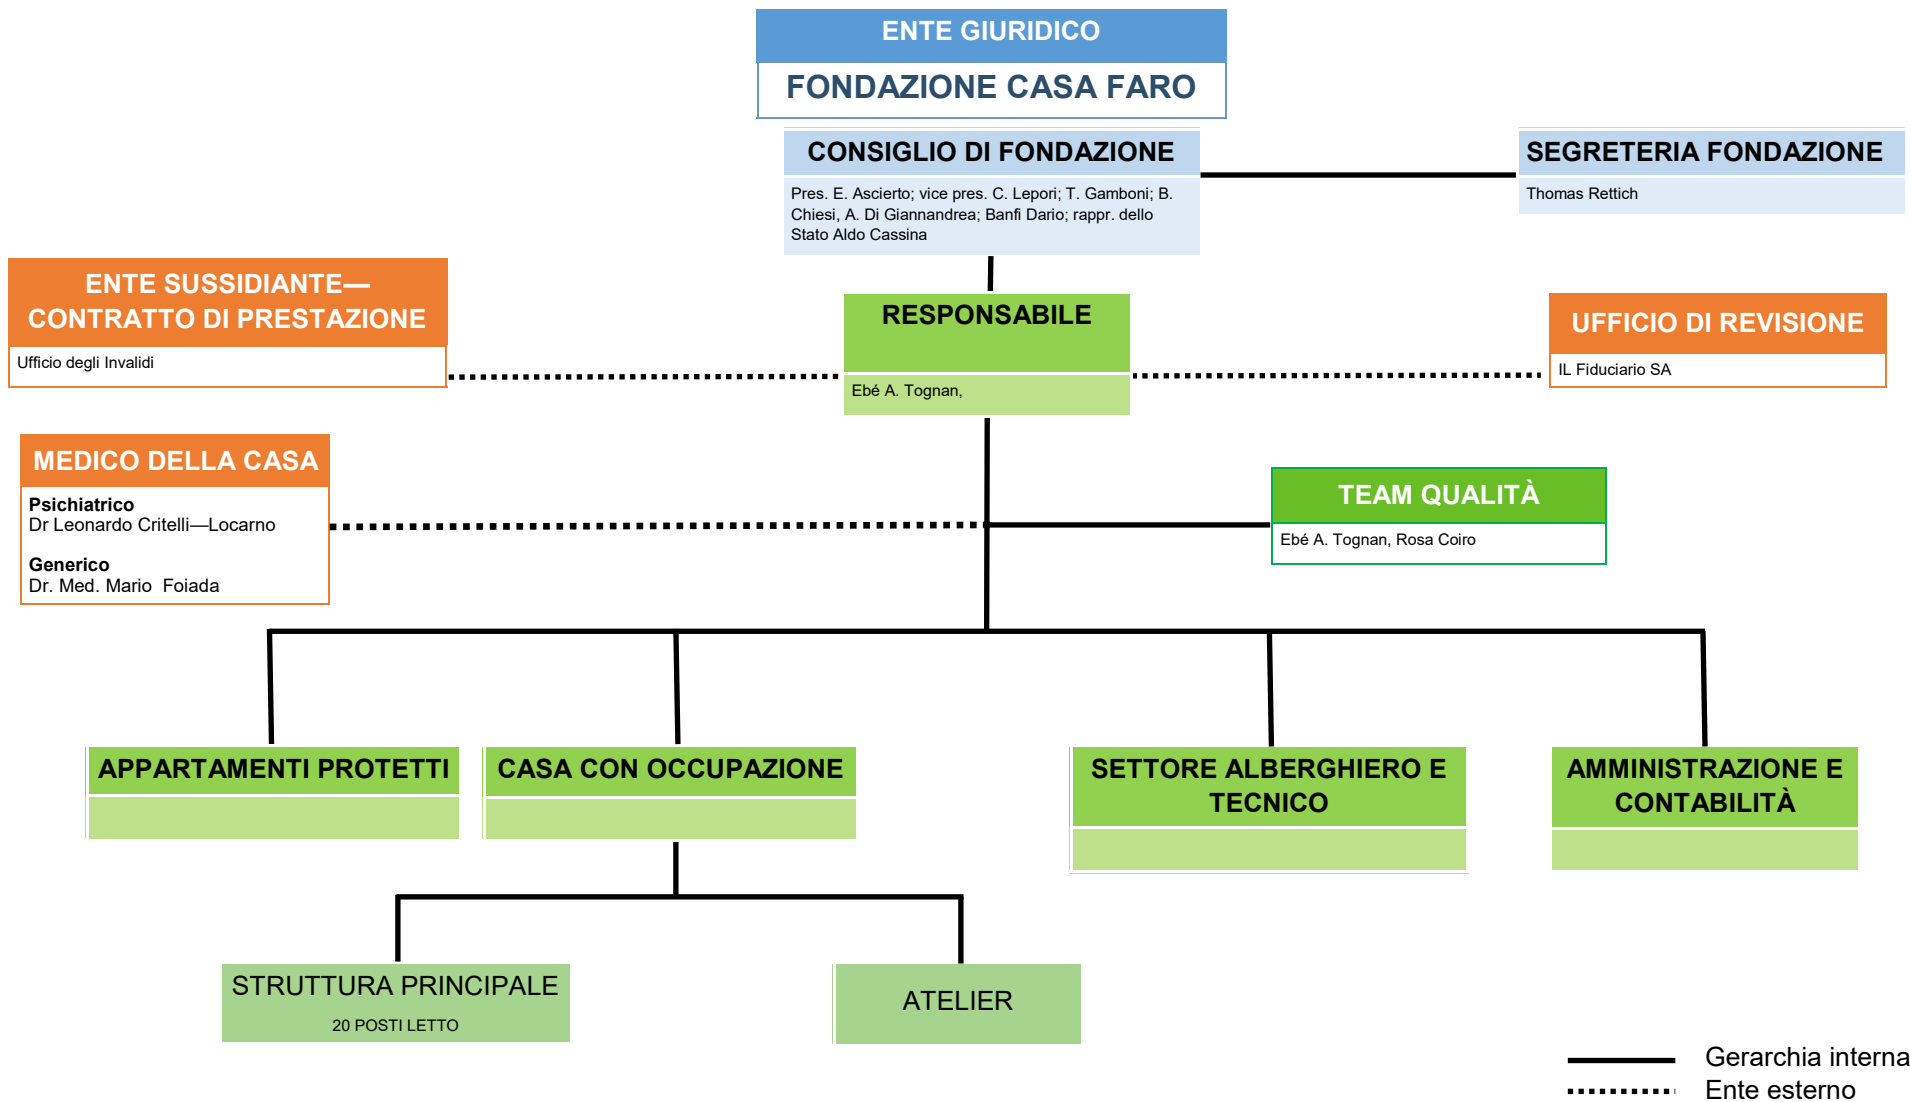 ENTE GIURIDICO
FONDAZIONE CASA FARO
CONSIGLIO DI FONDAZIONE
Pres. E. Ascierto; vice pres. C. Lepori; T. Gamboni; B.
Chiesi, A. Di Giannandrea; Banfi Dario; rappr. dello
Stato Aldo Cassina
SEGRETERIA FONDAZIONE
Thomas Rettich
ENTE SUSSIDIANTE—
CONTRATTO DI PRESTAZIONE
Ufficio degli Invalidi
RESPONSABILE
Ebé A. Tognan,
UFFICIO DI REVISIONE
IL Fiduciario SA
MEDICO DELLA CASA
Psichiatrico
Dr Leonardo Critelli—Locarno
Generico
Dr. Med. Mario  Foiada
TEAM QUALITÀ
Ebé A. Tognan, Rosa Coiro
APPARTAMENTI PROTETTI
CASA CON OCCUPAZIONE
SETTORE ALBERGHIERO E
TECNICO
AMMINISTRAZIONE E
CONTABILITÀ
STRUTTURA PRINCIPALE
20 POSTI LETTO
ATELIER
Gerarchia interna
Ente esterno